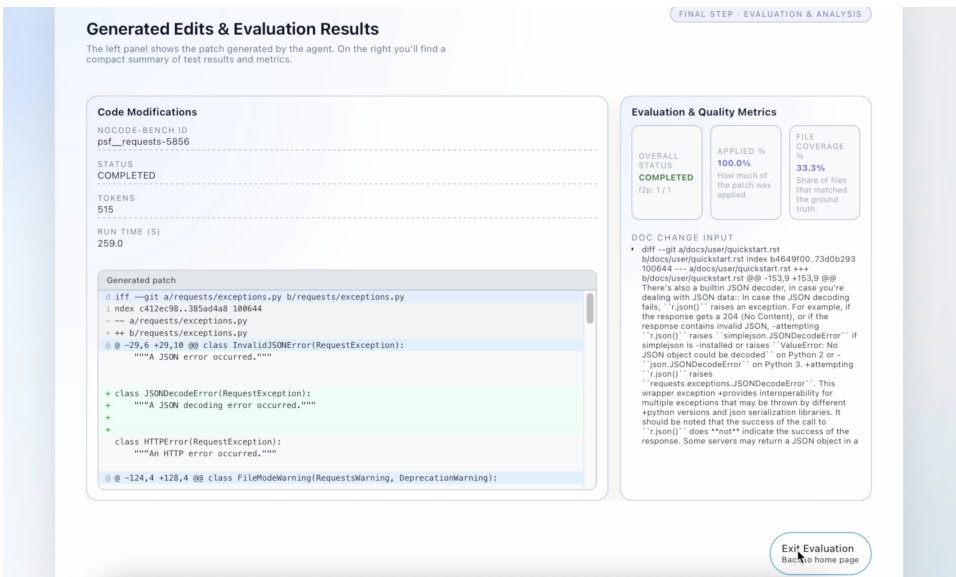 FINAL STEP · EVALUATION & ANALYSIS
Generated Edits & Evaluation Results
The left panel shows the patch generated by the agent. On the right you'll find a
compact summary of test results and metrics.
Code Modifications
NOCODE-BENCH ID
psf__requests-5856
STATUS
COMPLETED
TOKENS
515
RUN TIME (S)
259.0
Generated patch
d iff --git a/requests/exceptions.py b/requests/exceptions.py
i ndex c412ec98..385ad4a8 100644
- -- a/requests/exceptions.py
+ ++ b/requests/exceptions.py
@ @ -29,6 +29,10 @@ class InvalidJSONError(RequestException):
"""A JSON error occurred."""
+ class JSONDecodeError(RequestException):
+ """A JSON decoding error occurred."""
+
+
class HTTPError(RequestException):
"""An HTTP error occurred."""
@ @ -124,4 +128,4 @@ class FileModeWarning(RequestsWarning, DeprecationWarning):
Evaluation & Quality Metrics
OVERALL
STATUS
COMPLETED
f2p: 1 / 1
APPLIED %
100.0%
How much of
the patch was
applied.
FILE
COVERAGE
%
33.3%
Share of files
that matched
the ground
truth.
DOC CHANGE INPUT
• diff --git a/docs/user/quickstart.rst
b/docs/user/quickstart.rst index b4649f00..73d0b293
100644 --- a/docs/user/quickstart.rst +++
b/docs/user/quickstart.rst @@ -153,9 +153,9 @@
There's also a builtin JSON decoder, in case you're
dealing with JSON data:: In case the JSON decoding
fails, ``r.json()`` raises an exception. For example, if
the response gets a 204 (No Content), or if the
response contains invalid JSON, -attempting
``r.json()`` raises ``simplejson.JSONDecodeError`` if
simplejson is -installed or raises ``ValueError: No
JSON object could be decoded`` on Python 2 or -
``json.JSONDecodeError`` on Python 3. +attempting
``r.json()`` raises
``requests.exceptions.JSONDecodeError``. This
wrapper exception +provides interoperability for
multiple exceptions that may be thrown by different
+python versions and json serialization libraries. It
should be noted that the success of the call to
``r.json()`` does **not** indicate the success of the
response. Some servers may return a JSON object in a
Exit Evaluation
Back to home page